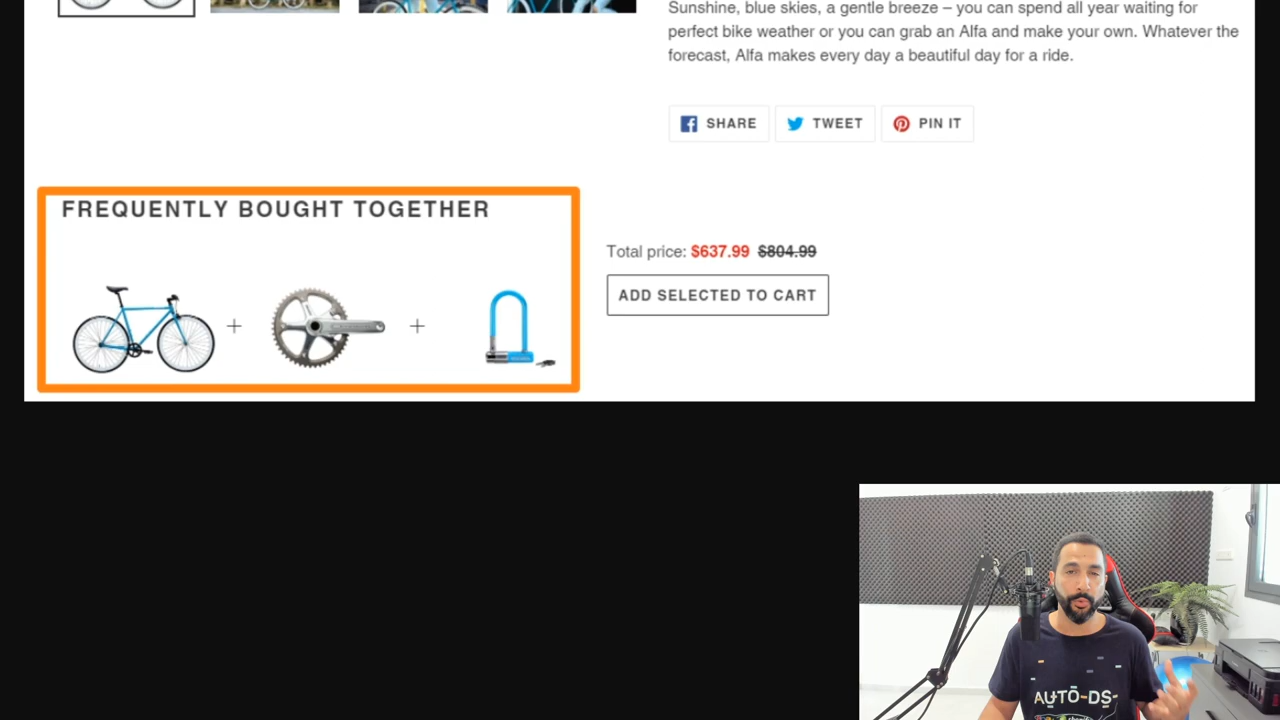 Sunshine, blue skies, a gentle breeze – you can spend all year waiting for
perfect bike weather or you can grab an Alfa and make your own. Whatever the
forecast, Alfa makes every day a beautiful day for a ride.
SHARE TWEET PIN IT
FREQUENTLY BOUGHT TOGETHER
Total price: $637.99 $804.99
ADD SELECTED TO CART
+ +
AUTO-DS
shopify